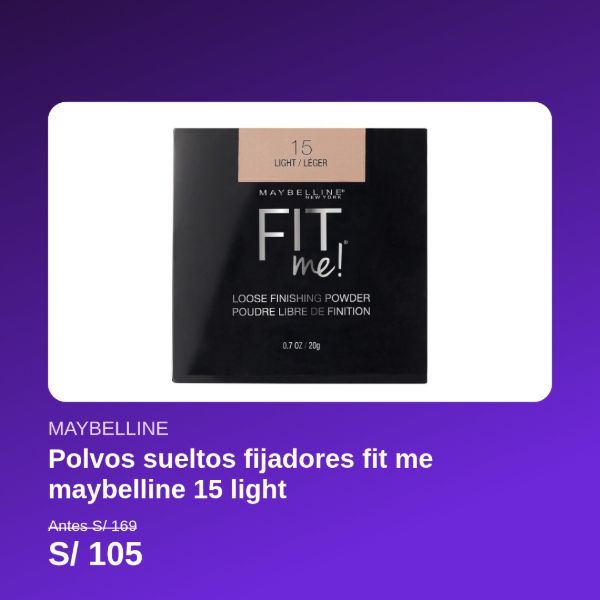 15
LIGHT / LÉGER
MAYBELLINE®
NEW YORK
FIT
me!®
LOOSE FINISHING POWDER
POUDRE LIBRE DE FINITION
0.7 OZ / 20g
MAYBELLINE
Polvos sueltos fijadores fit me
maybelline 15 light
Antes S/ 169
S/ 105